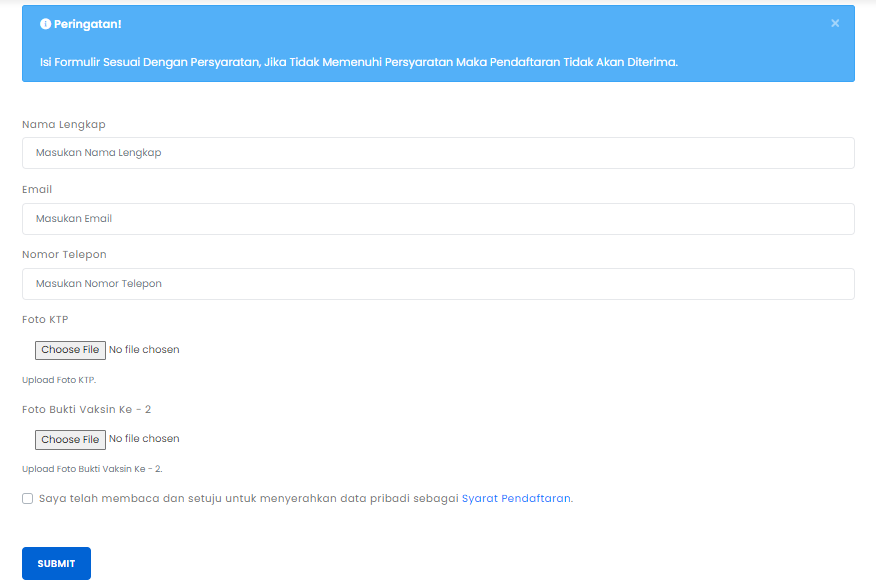 Peringatan!
×
Isi Formulir Sesuai Dengan Persyaratan, Jika Tidak Memenuhi Persyaratan Maka Pendaftaran Tidak Akan Diterima.
Nama Lengkap
Masukan Nama Lengkap
Email
Masukan Email
Nomor Telepon
Masukan Nomor Telepon
Foto KTP
Choose File No file chosen
Upload Foto KTP.
Foto Bukti Vaksin Ke - 2
Choose File No file chosen
Upload Foto Bukti Vaksin Ke - 2.
Saya telah membaca dan setuju untuk menyerahkan data pribadi sebagai Syarat Pendaftaran.
SUBMIT